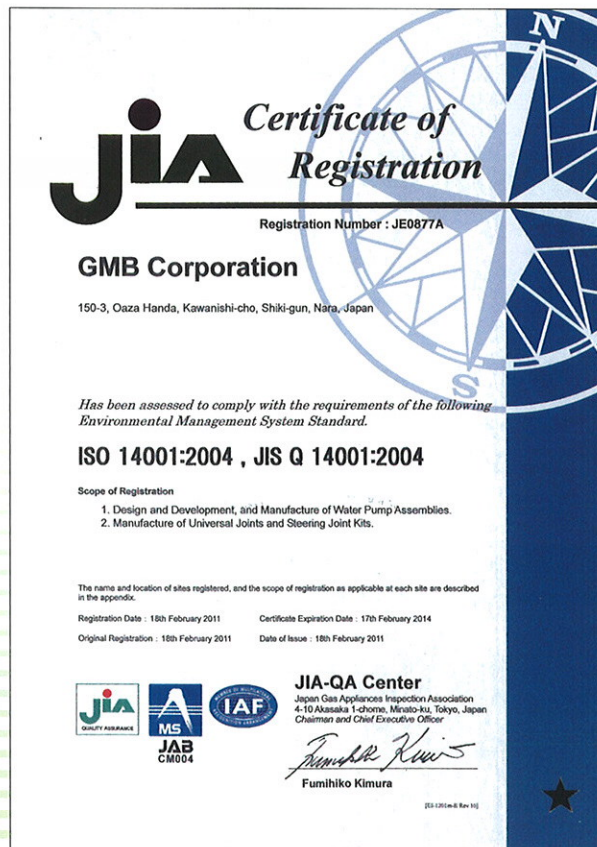 N
JIA
Certificate of
Registration
Registration Number : JE0877A
GMB Corporation
150-3, Oaza Handa, Kawanishi-cho, Shiki-gun, Nara, Japan
S
Has been assessed to comply with the requirements of the following
Environmental Management System Standard.
ISO 14001:2004 , JIS Q 14001:2004
Scope of Registration
1. Design and Development, and Manufacture of Water Pump Assemblies.
2. Manufacture of Universal Joints and Steering Joint Kits.
The name and location of sites registered, and the scope of registration as applicable at each site are described
in the appendix.
Registration Date : 18th February 2011 Certificate Expiration Date : 17th February 2014
Original Registration : 18th February 2011 Date of Issue : 18th February 2011
JIA
QUALITY ASSURANCE
MS
JAB
CM004
IAF
JIA-QA Center
Japan Gas Appliances Inspection Association
4-10 Akasaka 1-chome, Minato-ku, Tokyo, Japan
Chairman and Chief Executive Officer
Fumihiko Kimura